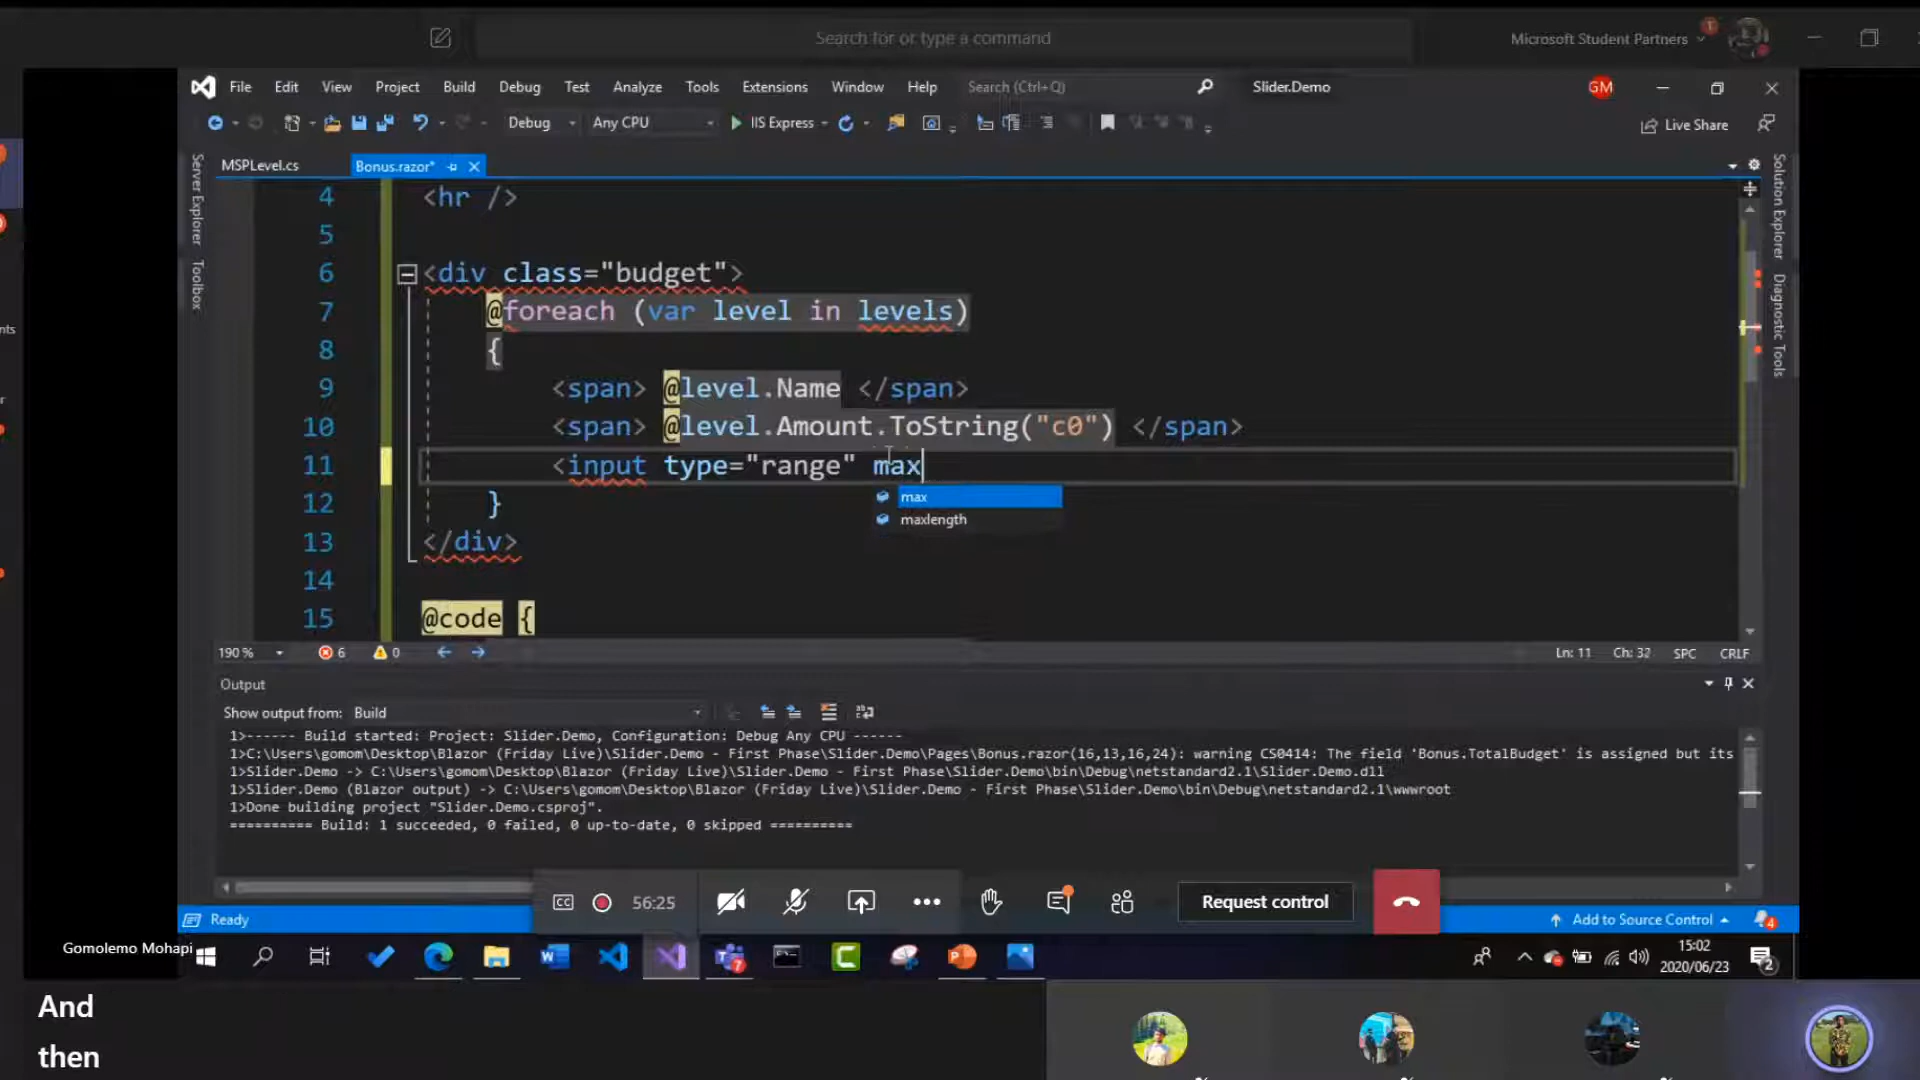 Search for or type a command
Microsoft Student Partners
T
File Edit View Project Build Debug Test Analyze Tools Extensions Window Help Search (Ctrl+Q) Slider.Demo GM
Debug Any CPU IIS Express Live Share
MSPLevel.cs Bonus.razor*
Server Explorer
Toolbox
Solution Explorer
Diagnostic Tools
4 <hr />
5
6 <div class="budget">
7 @foreach (var level in levels)
8 {
9 <span> @level.Name </span>
10 <span> @level.Amount.ToString("c0") </span>
11 <input type="range" max
max
maxlength
12 }
13 </div>
14
15 @code {
190 % 6 0 Ln: 11 Ch: 32 SPC CRLF
Output
Show output from: Build
1>------ Build started: Project: Slider.Demo, Configuration: Debug Any CPU ------
1>C:\Users\gomom\Desktop\Blazor (Friday Live)\Slider.Demo - First Phase\Slider.Demo\Pages\Bonus.razor(16,13,16,24): warning CS0414: The field 'Bonus.TotalBudget' is assigned but its
1>Slider.Demo -> C:\Users\gomom\Desktop\Blazor (Friday Live)\Slider.Demo - First Phase\Slider.Demo\bin\Debug\netstandard2.1\Slider.Demo.dll
1>Slider.Demo (Blazor output) -> C:\Users\gomom\Desktop\Blazor (Friday Live)\Slider.Demo - First Phase\Slider.Demo\bin\Debug\netstandard2.1\wwwroot
1>Done building project "Slider.Demo.csproj".
========== Build: 1 succeeded, 0 failed, 0 up-to-date, 0 skipped ==========
CC 56:25 Request control
Ready Add to Source Control 4
Gomolemo Mohapi
7
15:02
2020/06/23
2
And
then